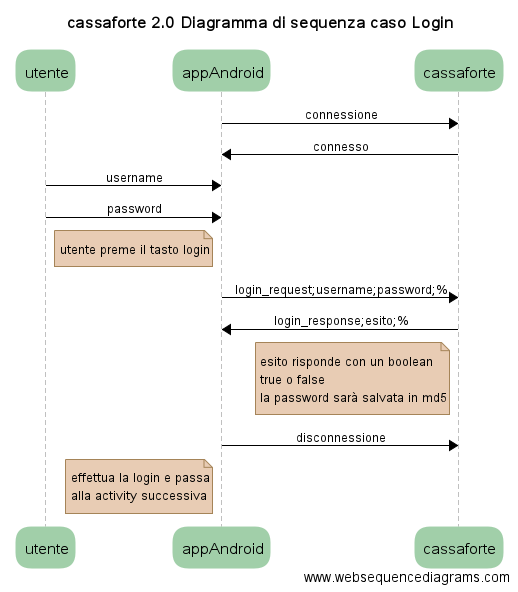 cassaforte 2.0 Diagramma di sequenza caso Login
utente
appAndroid
cassaforte
connessione
connesso
username
password
utente preme il tasto login
login_request;username;password;%
login_response;esito;%
esito risponde con un boolean
true o false
la password sarà salvata in md5
disconnessione
effettua la login e passa
alla activity successiva
utente
appAndroid
cassaforte
www.websequencediagrams.com